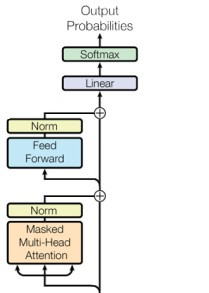 Output
Probabilities
Softmax
Linear
Norm
Feed
Forward
Norm
Masked
Multi-Head
Attention